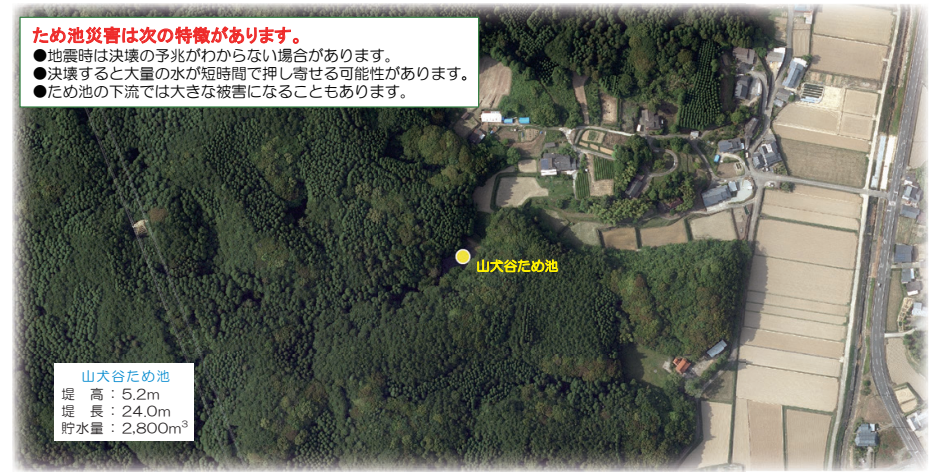 ため池災害は次の特徴があります。
●地震時は決壊の予兆がわからない場合があります。
●決壊すると大量の水が短時間で押し寄せる可能性があります。
●ため池の下流では大きな被害になることもあります。
山犬谷ため池
山犬谷ため池
堤　高：5.2m
堤　長：24.0m
貯水量：2,800m³